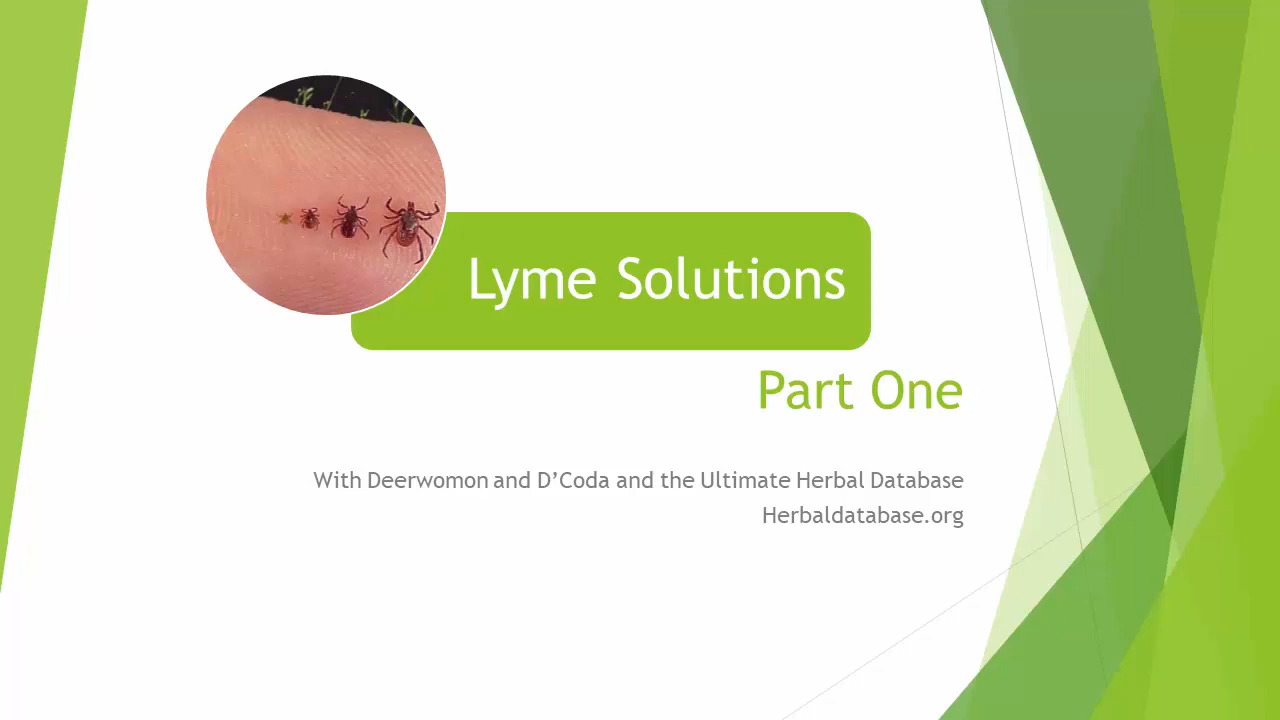 Lyme Solutions
Part One
With Deerwomon and D’Coda and the Ultimate Herbal Database
Herbaldatabase.org